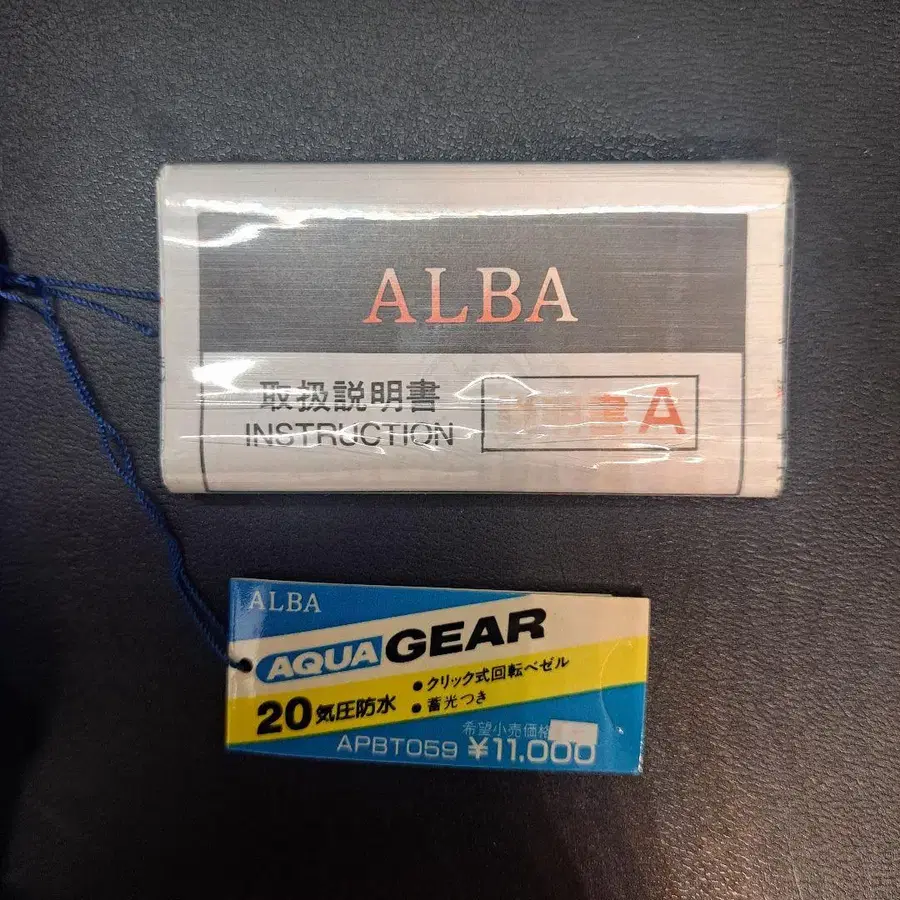 ALBA
取扱説明書
INSTRUCTION
A
ALBA
AQUA GEAR
20気圧防水
• クリック式回転ベゼル
• 蓄光つき
希望小売価格
APBT059 ¥11,000